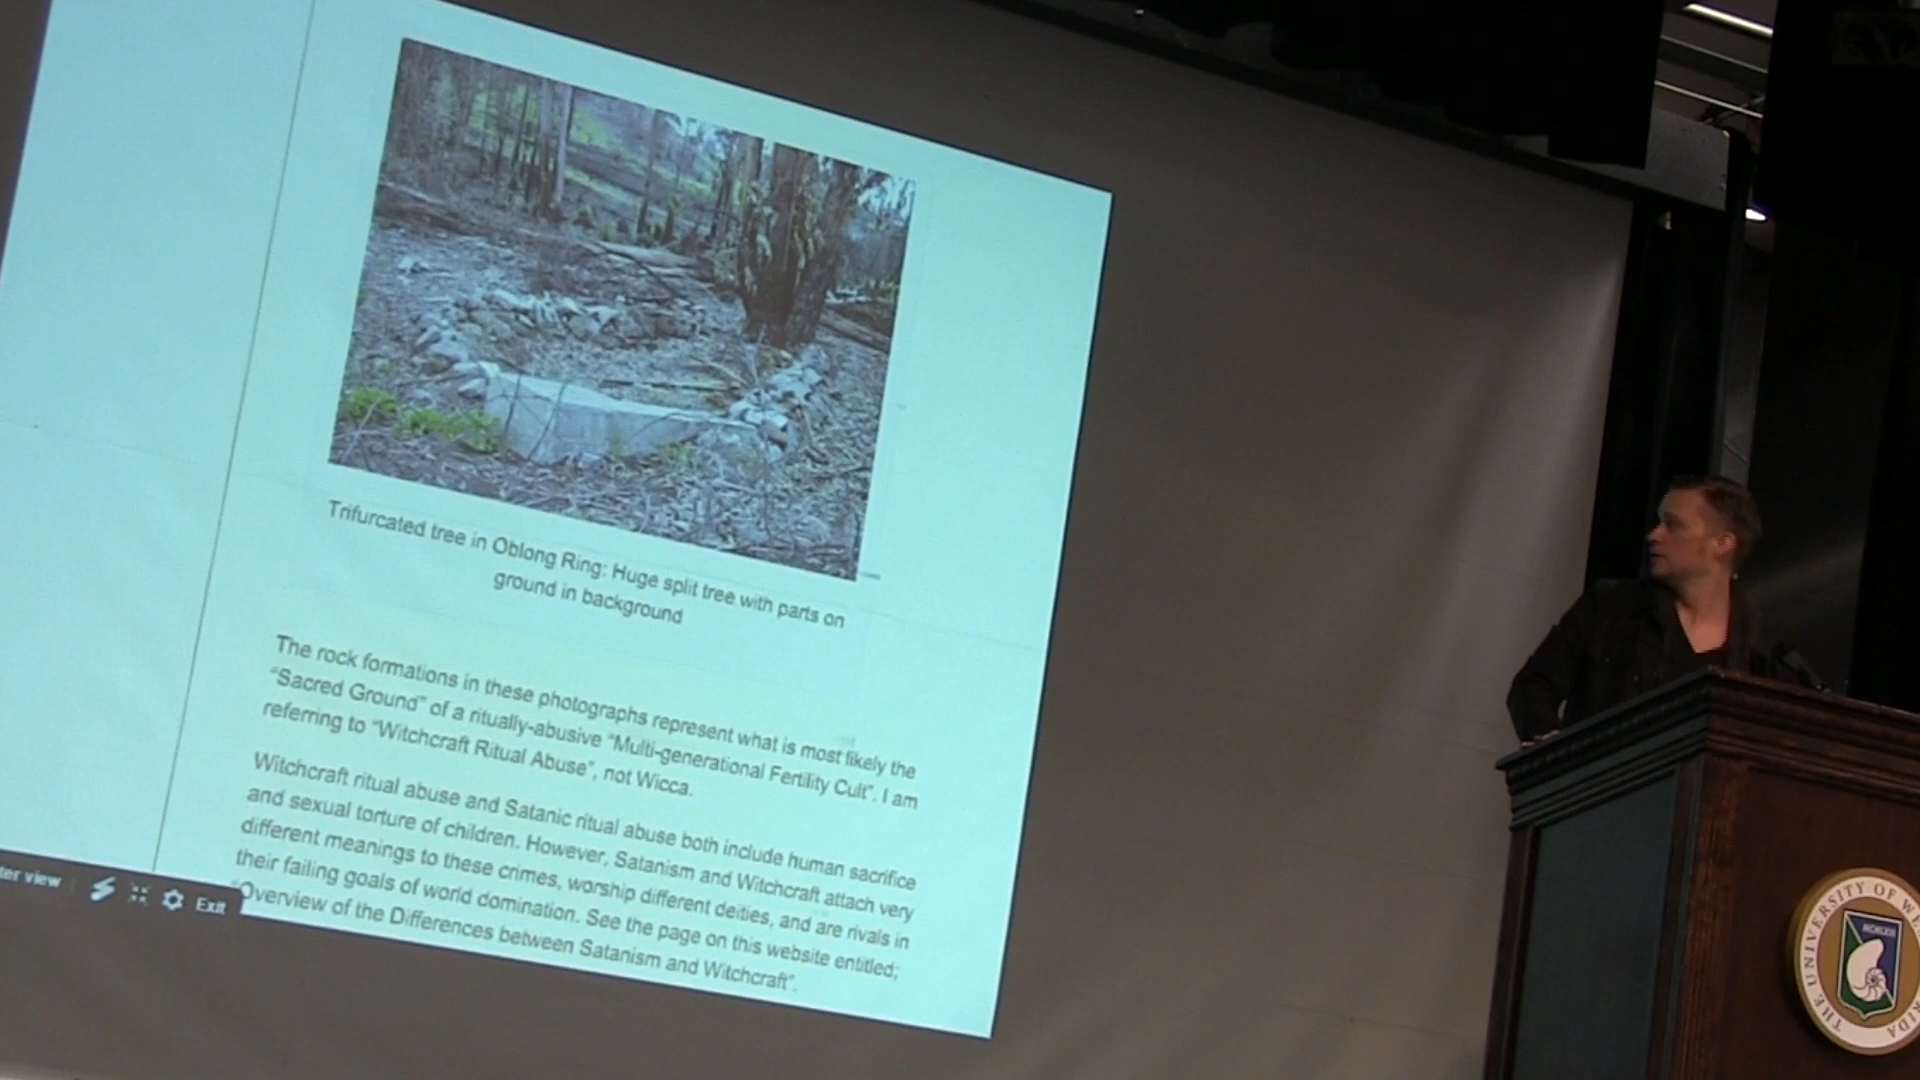 Trifurcated tree in Oblong Ring: Huge split tree with parts on
ground in background
The rock formations in these photographs represent what is most likely the
"Sacred Ground" of a ritually-abusive "Multi-generational Fertility Cult". I am
referring to "Witchcraft Ritual Abuse", not Wicca.
Witchcraft ritual abuse and Satanic ritual abuse both include human sacrifice
and sexual torture of children. However, Satanism and Witchcraft attach very
different meanings to these crimes, worship different deities, and are rivals in
their failing goals of world domination. See the page on this website entitled;
"Overview of the Differences between Satanism and Witchcraft".
view
Exit
THE UNIVERSITY OF
MCMLXIII